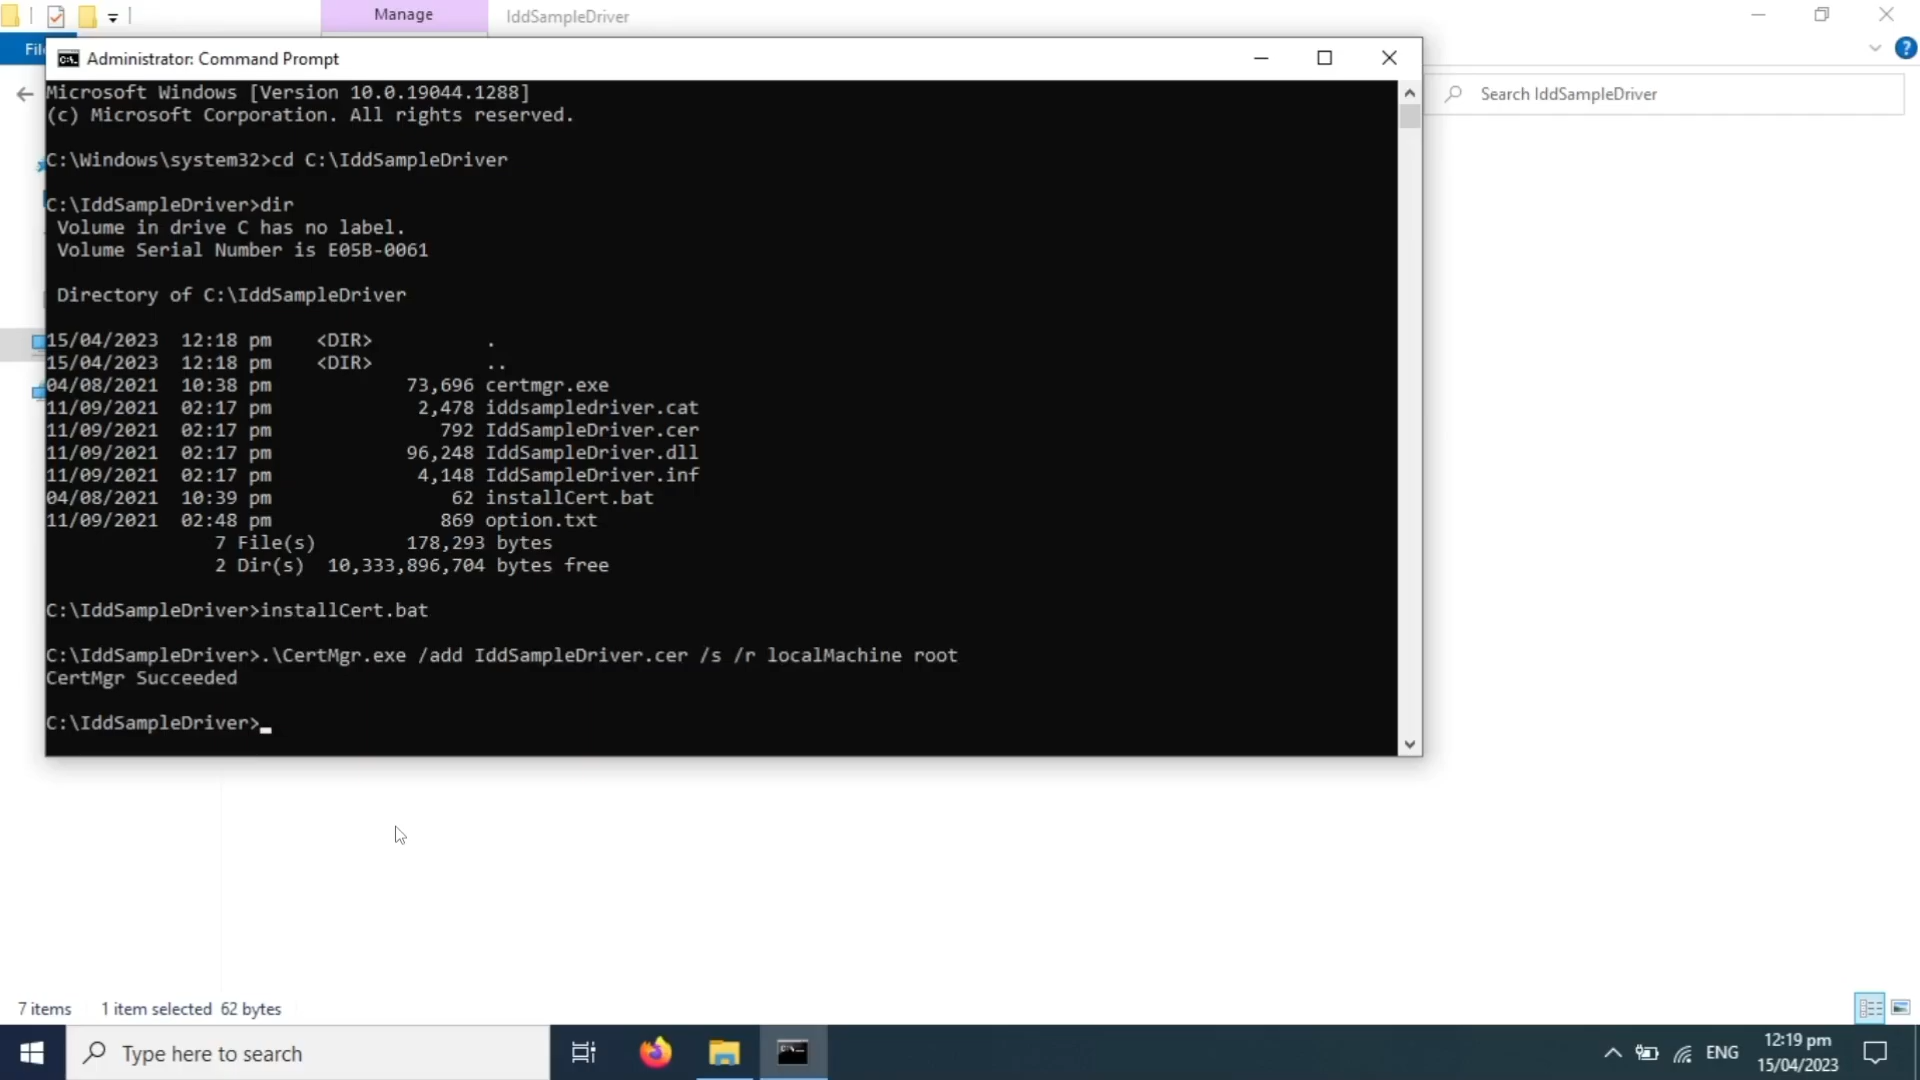 Manage
IddSampleDriver
Administrator: Command Prompt
Search IddSampleDriver
Microsoft Windows [Version 10.0.19044.1288]
(c) Microsoft Corporation. All rights reserved.
C:\Windows\system32>cd C:\IddSampleDriver
C:\IddSampleDriver>dir
Volume in drive C has no label.
Volume Serial Number is E05B-0061
Directory of C:\IddSampleDriver
15/04/2023  12:18 pm    <DIR>          .
15/04/2023  12:18 pm    <DIR>          ..
04/08/2021  10:38 pm            73,696 certmgr.exe
11/09/2021  02:17 pm             2,478 iddsampledriver.cat
11/09/2021  02:17 pm               792 IddSampleDriver.cer
11/09/2021  02:17 pm            96,248 IddSampleDriver.dll
11/09/2021  02:17 pm             4,148 IddSampleDriver.inf
04/08/2021  10:39 pm                62 installCert.bat
11/09/2021  02:48 pm               869 option.txt
7 File(s)        178,293 bytes
2 Dir(s)  10,333,896,704 bytes free
C:\IddSampleDriver>installCert.bat
C:\IddSampleDriver>.\CertMgr.exe /add IddSampleDriver.cer /s /r localMachine root
CertMgr Succeeded
C:\IddSampleDriver>
7 items   1 item selected  62 bytes
Type here to search
ENG
12:19 pm
15/04/2023